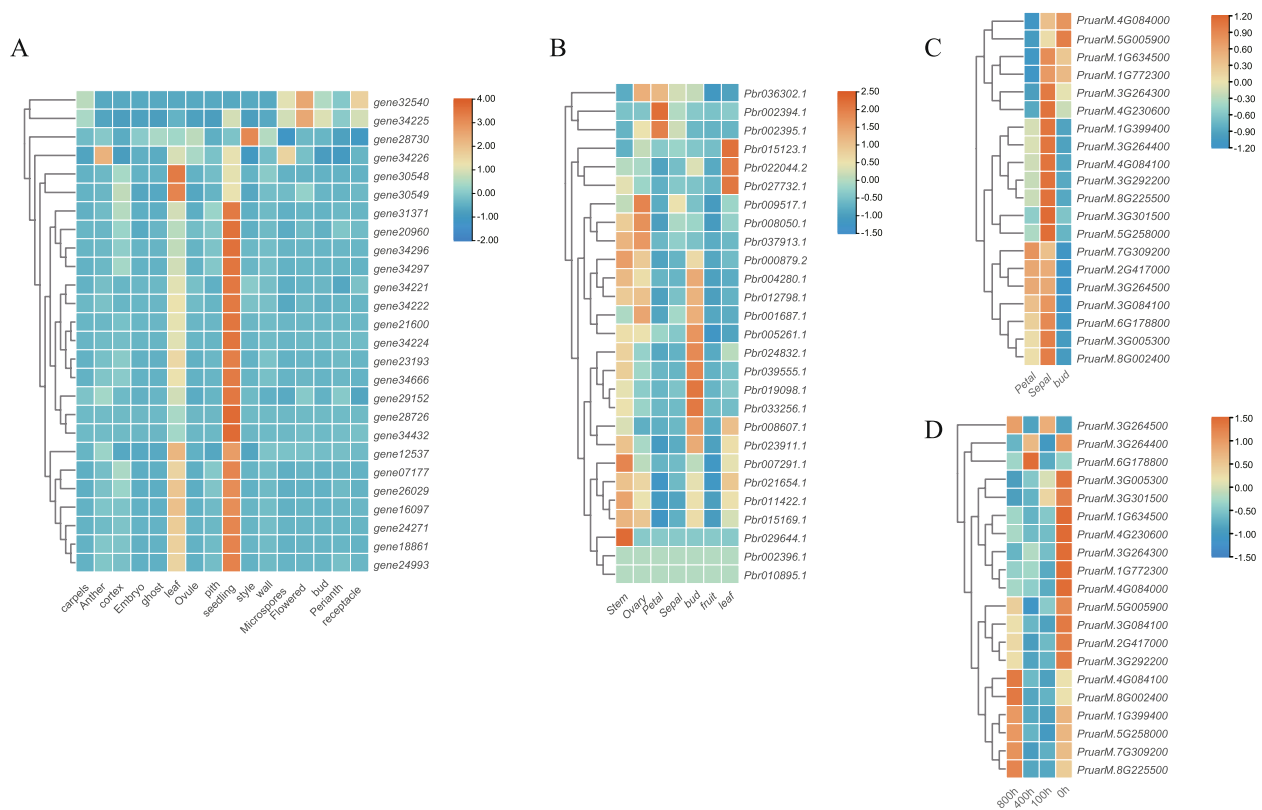 A
gene32540
gene34225
gene28730
gene34226
gene30548
gene30549
gene31371
gene20960
gene34296
gene34297
gene34221
gene34222
gene21600
gene34224
gene23193
gene34666
gene29152
gene28726
gene34432
gene12537
gene07177
gene26029
gene16097
gene24271
gene18861
gene24993
carpels
Anther
cortex
Embryo
ghost
leaf
Ovule
pith
seedling
style
wall
Microspores
Flowered
bud
Perianth
receptacle
4.00
3.00
2.00
1.00
0.00
-1.00
-2.00
B
Pbr036302.1
Pbr002394.1
Pbr002395.1
Pbr015123.1
Pbr022044.2
Pbr027732.1
Pbr009517.1
Pbr008050.1
Pbr037913.1
Pbr000879.2
Pbr004280.1
Pbr012798.1
Pbr001687.1
Pbr005261.1
Pbr024832.1
Pbr039555.1
Pbr019098.1
Pbr033256.1
Pbr008607.1
Pbr023911.1
Pbr007291.1
Pbr021654.1
Pbr011422.1
Pbr015169.1
Pbr029644.1
Pbr002396.1
Pbr010895.1
Stem
Ovary
Petal
Sepal
bud
fruit
leaf
2.50
2.00
1.50
1.00
0.50
0.00
-0.50
-1.00
-1.50
C
PruarM.4G084000
PruarM.5G005900
PruarM.1G634500
PruarM.1G772300
PruarM.3G264300
PruarM.4G230600
PruarM.1G399400
PruarM.3G264400
PruarM.4G084100
PruarM.3G292200
PruarM.8G225500
PruarM.3G301500
PruarM.5G258000
PruarM.7G309200
PruarM.2G417000
PruarM.3G264500
PruarM.3G084100
PruarM.6G178800
PruarM.3G005300
PruarM.8G002400
Petal
Sepal
bud
1.20
0.90
0.60
0.30
0.00
-0.30
-0.60
-0.90
-1.20
D
PruarM.3G264500
PruarM.3G264400
PruarM.6G178800
PruarM.3G005300
PruarM.3G301500
PruarM.1G634500
PruarM.4G230600
PruarM.3G264300
PruarM.1G772300
PruarM.4G084000
PruarM.5G005900
PruarM.3G084100
PruarM.2G417000
PruarM.3G292200
PruarM.4G084100
PruarM.8G002400
PruarM.1G399400
PruarM.5G258000
PruarM.7G309200
PruarM.8G225500
800h
400h
100h
0h
1.50
1.00
0.50
0.00
-0.50
-1.00
-1.50